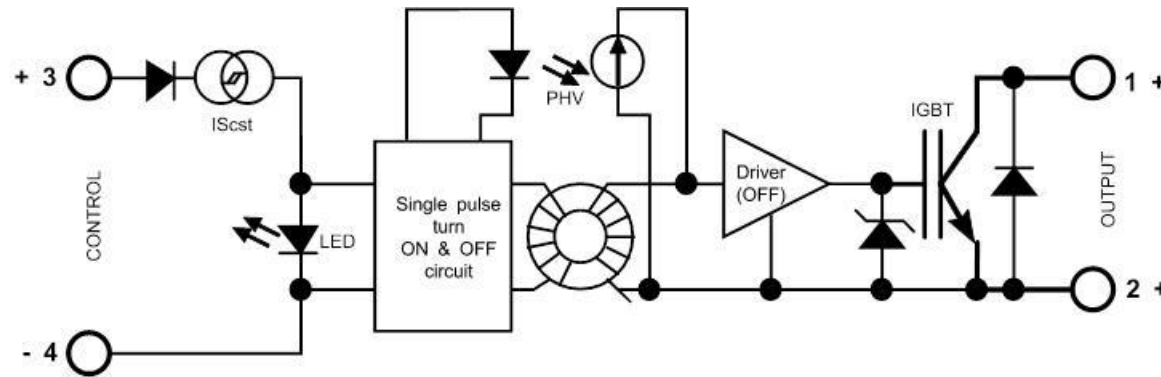 + 3
IScst
CONTROL
LED
- 4
Single pulse
turn
ON & OFF
circuit
PHV
Driver
(OFF)
IGBT
1 +
OUTPUT
2 +